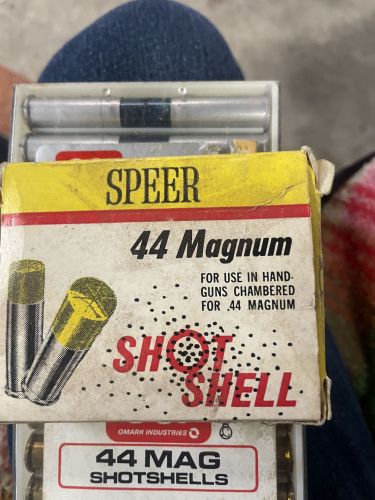 SPEER
44 Magnum
FOR USE IN HAND-
GUNS CHAMBERED
FOR .44 MAGNUM
SHOT
SHELL
OMARK INDUSTRIES
44 MAG
SHOTSHELLS